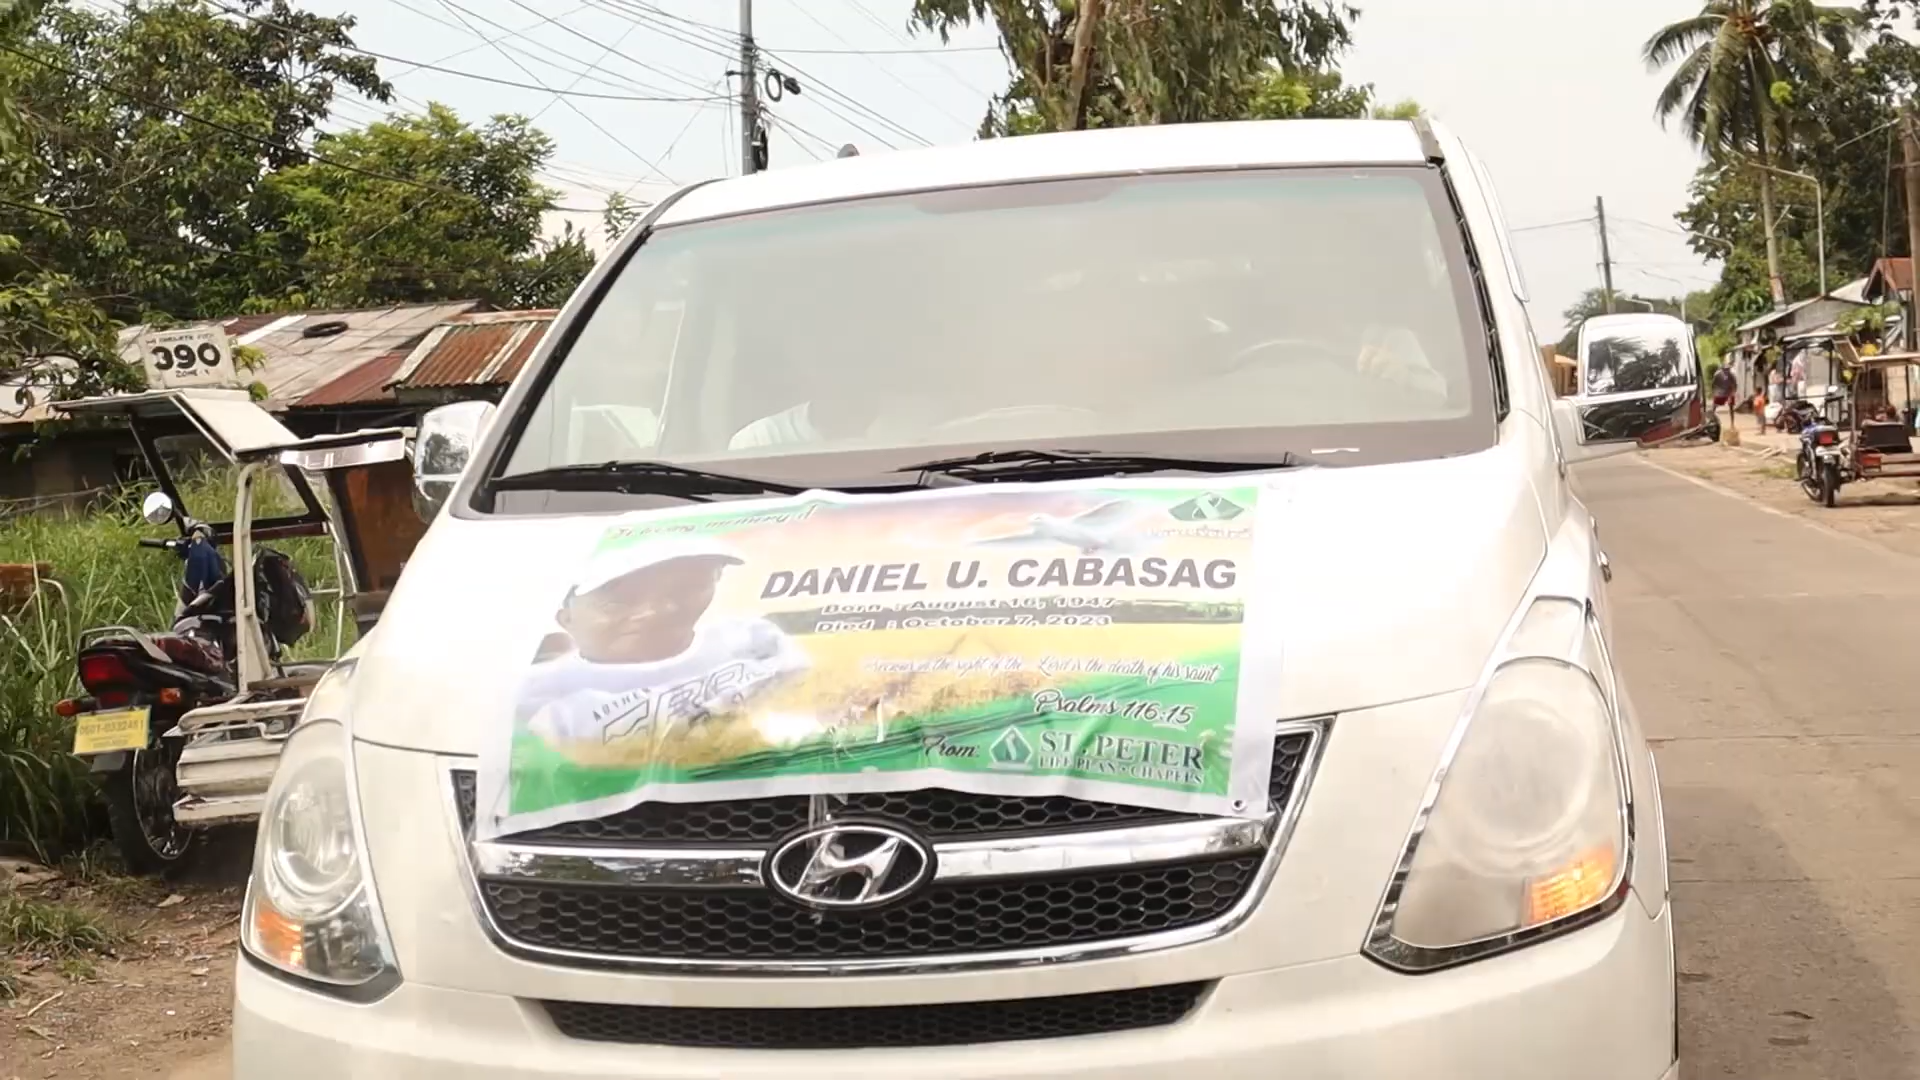 390
ZONE
In loving memory of
DANIEL U. CABASAG
Born : August 16, 1947
Died : October 7, 2023
Precious in the sight of the Lord is the death of his saint
Psalms 116:15
From:
ST. PETER
LIFE PLAN • CHAPELS